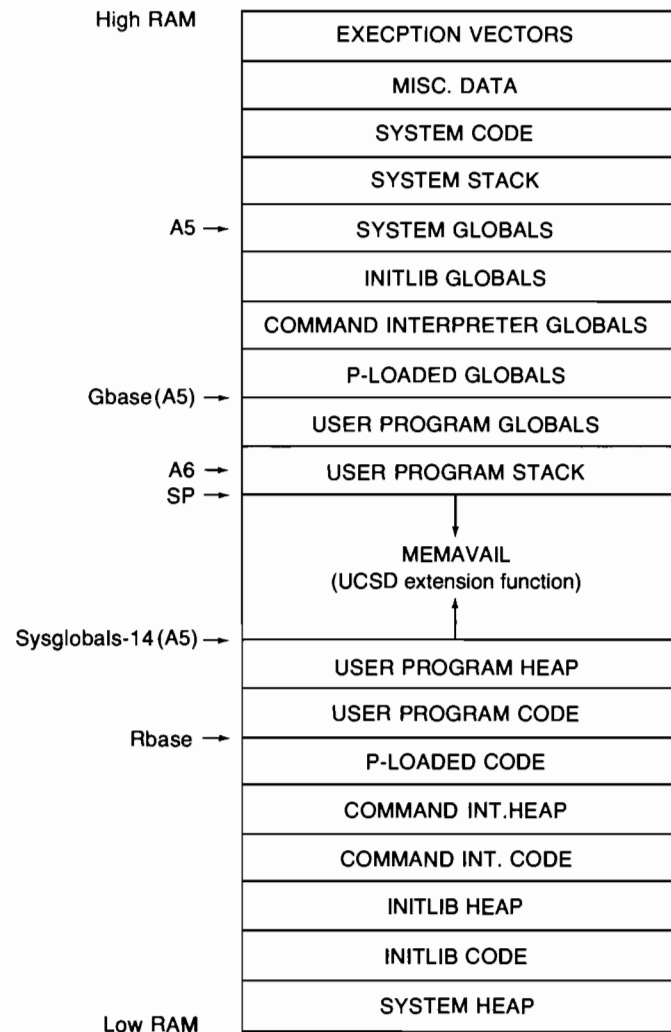 High RAM
EXECPTION VECTORS
MISC. DATA
SYSTEM CODE
SYSTEM STACK
A5 → SYSTEM GLOBALS
INITLIB GLOBALS
COMMAND INTERPRETER GLOBALS
P-LOADED GLOBALS
Gbase(A5) →
USER PROGRAM GLOBALS
A6 → USER PROGRAM STACK
SP →
MEMAVAIL
(UCSD extension function)
Sysglobals-14(A5) →
USER PROGRAM HEAP
USER PROGRAM CODE
Rbase →
P-LOADED CODE
COMMAND INT.HEAP
COMMAND INT. CODE
INITLIB HEAP
INITLIB CODE
SYSTEM HEAP
Low RAM